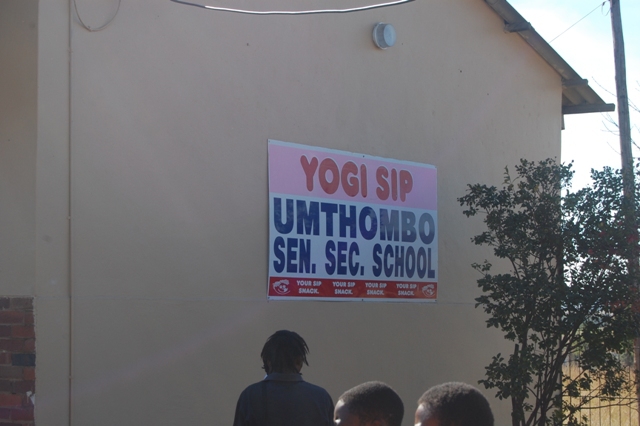 YOGI SIP
UMTHOMBO
SEN. SEC. SCHOOL
YOUR SIP YOUR SIP YOUR SIP YOUR SIP
SNACK. SNACK. SNACK. SNACK.